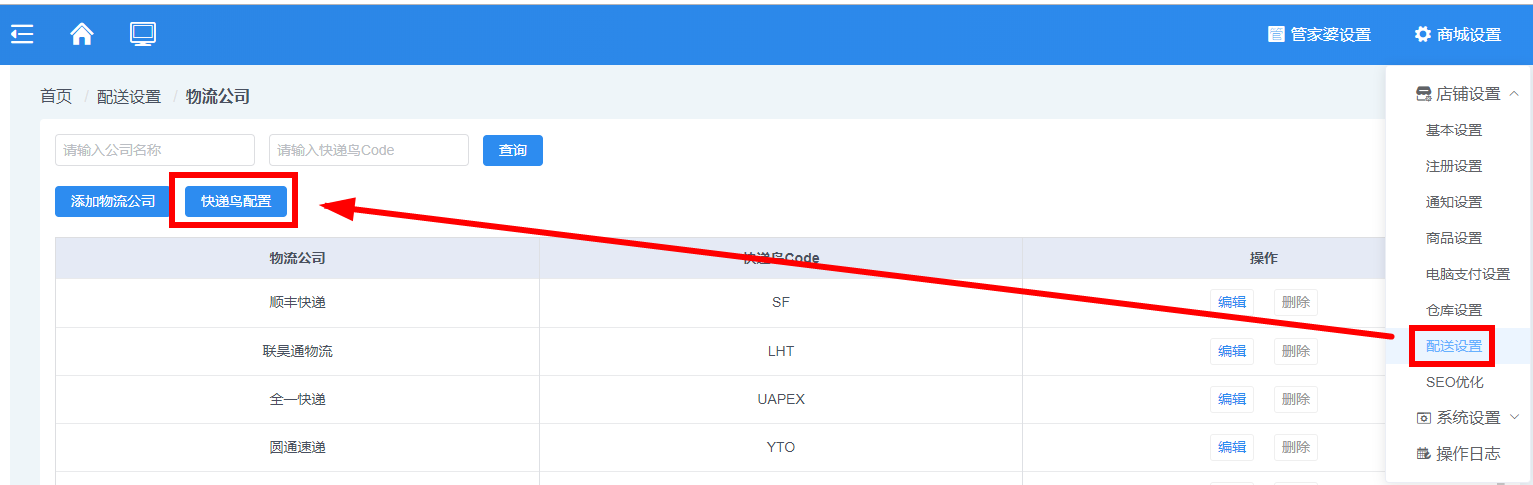 管家婆设置 商城设置
首页 / 配送设置 / 物流公司
请输入公司名称 请输入快递鸟Code 查询
添加物流公司 快递鸟配置
物流公司 快递鸟Code 操作
顺丰快递 SF 编辑 删除
联昊通物流 LHT 编辑 删除
全一快递 UAPEX 编辑 删除
圆通速递 YTO 编辑 删除
店铺设置
基本设置
注册设置
通知设置
商品设置
电脑支付设置
仓库设置
配送设置
SEO优化
系统设置
操作日志